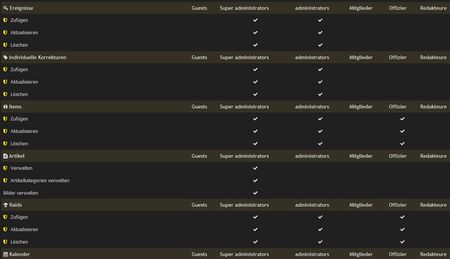 Ereignisse Guests Super administrators administrators Mitglieder Offizier Redakteure
Zufügen
Aktualisieren
Löschen
Individuelle Korrekturen Guests Super administrators administrators Mitglieder Offizier Redakteure
Zufügen
Aktualisieren
Löschen
Items Guests Super administrators administrators Mitglieder Offizier Redakteure
Zufügen
Aktualisieren
Löschen
Artikel Guests Super administrators administrators Mitglieder Offizier Redakteure
Verwalten
Artikelkategorien verwalten
Bilder verwalten
Raids Guests Super administrators administrators Mitglieder Offizier Redakteure
Zufügen
Aktualisieren
Löschen
Kalender Guests Super administrators administrators Mitglieder Offizier Redakteure